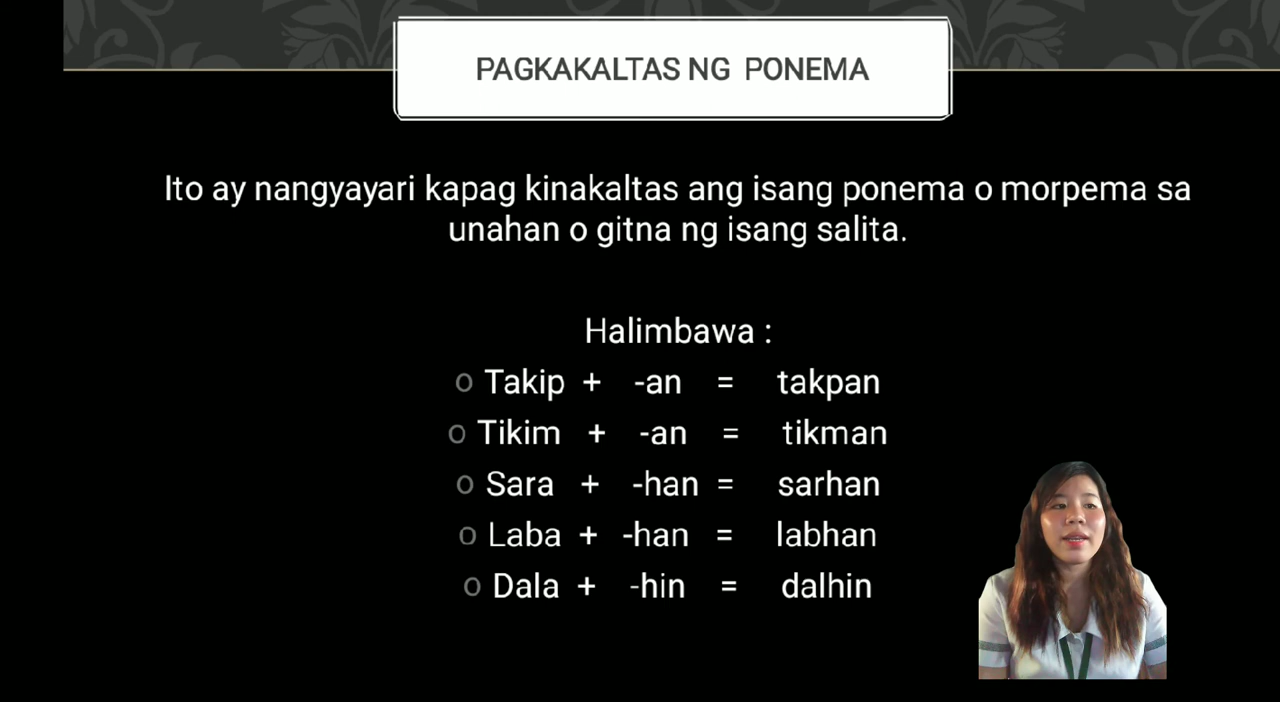 PAGKAKALTAS NG PONEMA
Ito ay nangyayari kapag kinakaltas ang isang ponema o morpema sa
unahan o gitna ng isang salita.
Halimbawa :
o Takip + -an = takpan
o Tikim + -an = tikman
o Sara + -han = sarhan
o Laba + -han = labhan
o Dala + -hin = dalhin